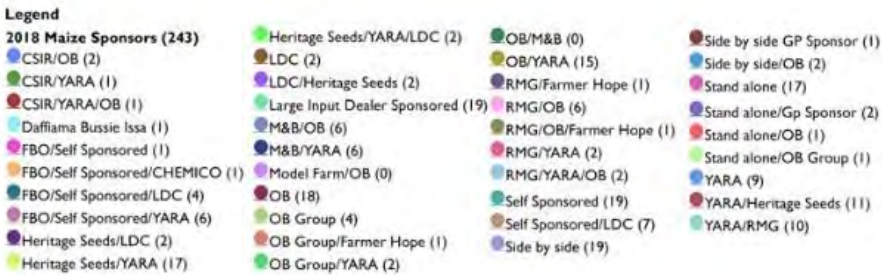 Legend
2018 Maize Sponsors (243)
CSIR/OB (2)
CSIR/YARA (1)
CSIR/YARA/OB (1)
Daffiama Bussie Issa (1)
FBO/Self Sponsored (1)
FBO/Self Sponsored/CHEMICO (1)
FBO/Self Sponsored/LDC (4)
FBO/Self Sponsored/YARA (6)
Heritage Seeds/LDC (2)
Heritage Seeds/YARA (17)
Heritage Seeds/YARA/LDC (2)
LDC (2)
LDC/Heritage Seeds (2)
Large Input Dealer Sponsored (19)
M&B/OB (6)
M&B/YARA (6)
Model Farm/OB (0)
OB (18)
OB Group (4)
OB Group/Farmer Hope (1)
OB Group/YARA (2)
OB/M&B (0)
OB/YARA (15)
RMG/Farmer Hope (1)
RMG/OB (6)
RMG/OB/Farmer Hope (1)
RMG/YARA (2)
RMG/YARA/OB (2)
Self Sponsored (19)
Self Sponsored/LDC (7)
Side by side (19)
Side by side GP Sponsor (1)
Side by side/OB (2)
Stand alone (17)
Stand alone/Gp Sponsor (2)
Stand alone/OB (1)
Stand alone/OB Group (1)
YARA (9)
YARA/Heritage Seeds (11)
YARA/RMG (10)